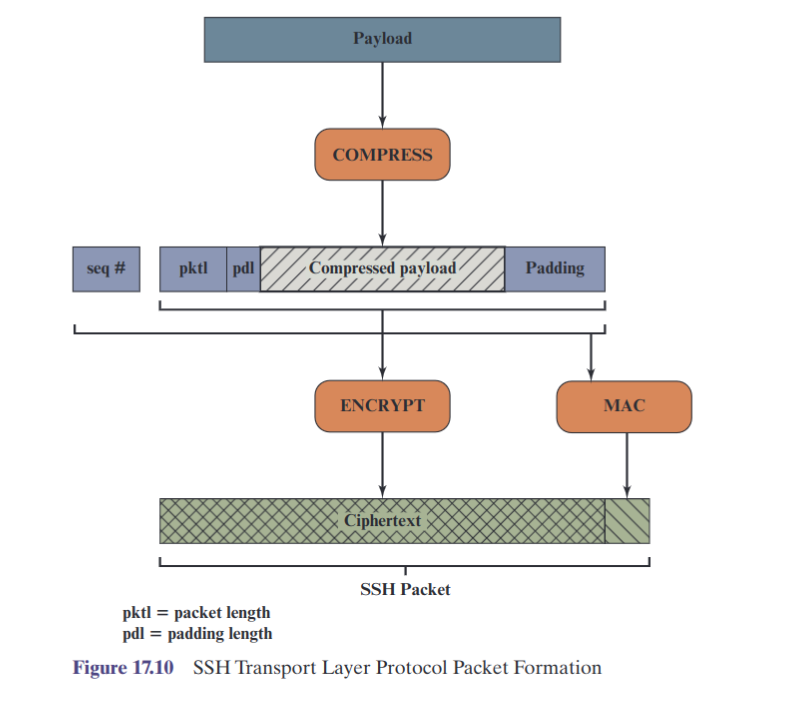 Payload
COMPRESS
seq # pktl pdl Compressed payload Padding
ENCRYPT MAC
Ciphertext
SSH Packet
pktl = packet length
pdl = padding length
Figure 17.10 SSH Transport Layer Protocol Packet Formation